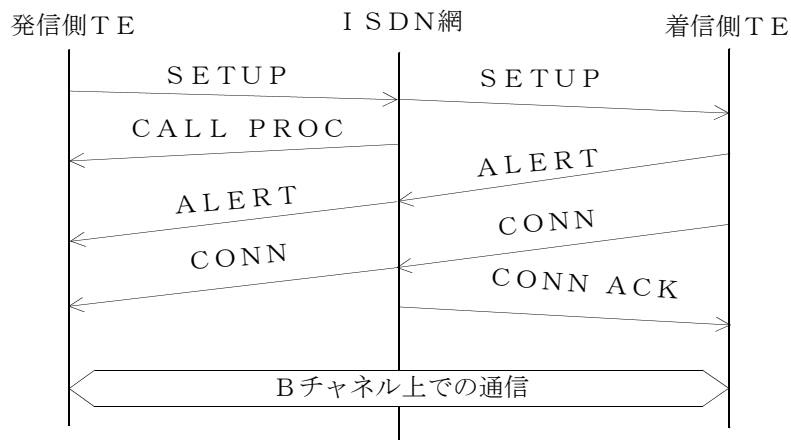 発信側ＴＥ
ＩＳＤＮ網
着信側ＴＥ
ＳＥＴＵＰ
ＳＥＴＵＰ
ＣＡＬＬ ＰＲＯＣ
ＡＬＥＲＴ
ＡＬＥＲＴ
ＣＯＮＮ
ＣＯＮＮ
ＣＯＮＮ ＡＣＫ
Ｂチャネル上での通信